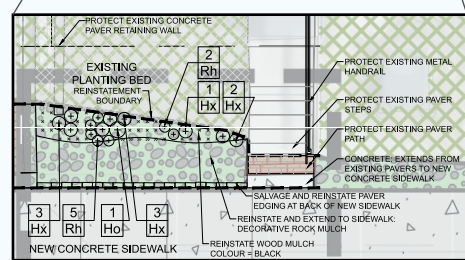 PROTECT EXISTING CONCRETE
PAVER RETAINING WALL
EXISTING
PLANTING BED
REINSTATEMENT
BOUNDARY
2
Rh
1
Hx
2
Hx
PROTECT EXISTING METAL
HANDRAIL
PROTECT EXISTING PAVER
STEPS
PROTECT EXISTING PAVER
PATH
CONCRETE; EXTENDS FROM
EXISTING PAVERS TO NEW
CONCRETE SIDEWALK
SALVAGE AND REINSTATE PAVER
EDGING AT BACK OF NEW SIDEWALK
REINSTATE AND EXTEND TO SIDEWALK:
DECORATIVE ROCK MULCH
REINSTATE WOOD MULCH
COLOUR = BLACK
3
Hx
5
Rh
1
Ho
3
Hx
NEW CONCRETE SIDEWALK